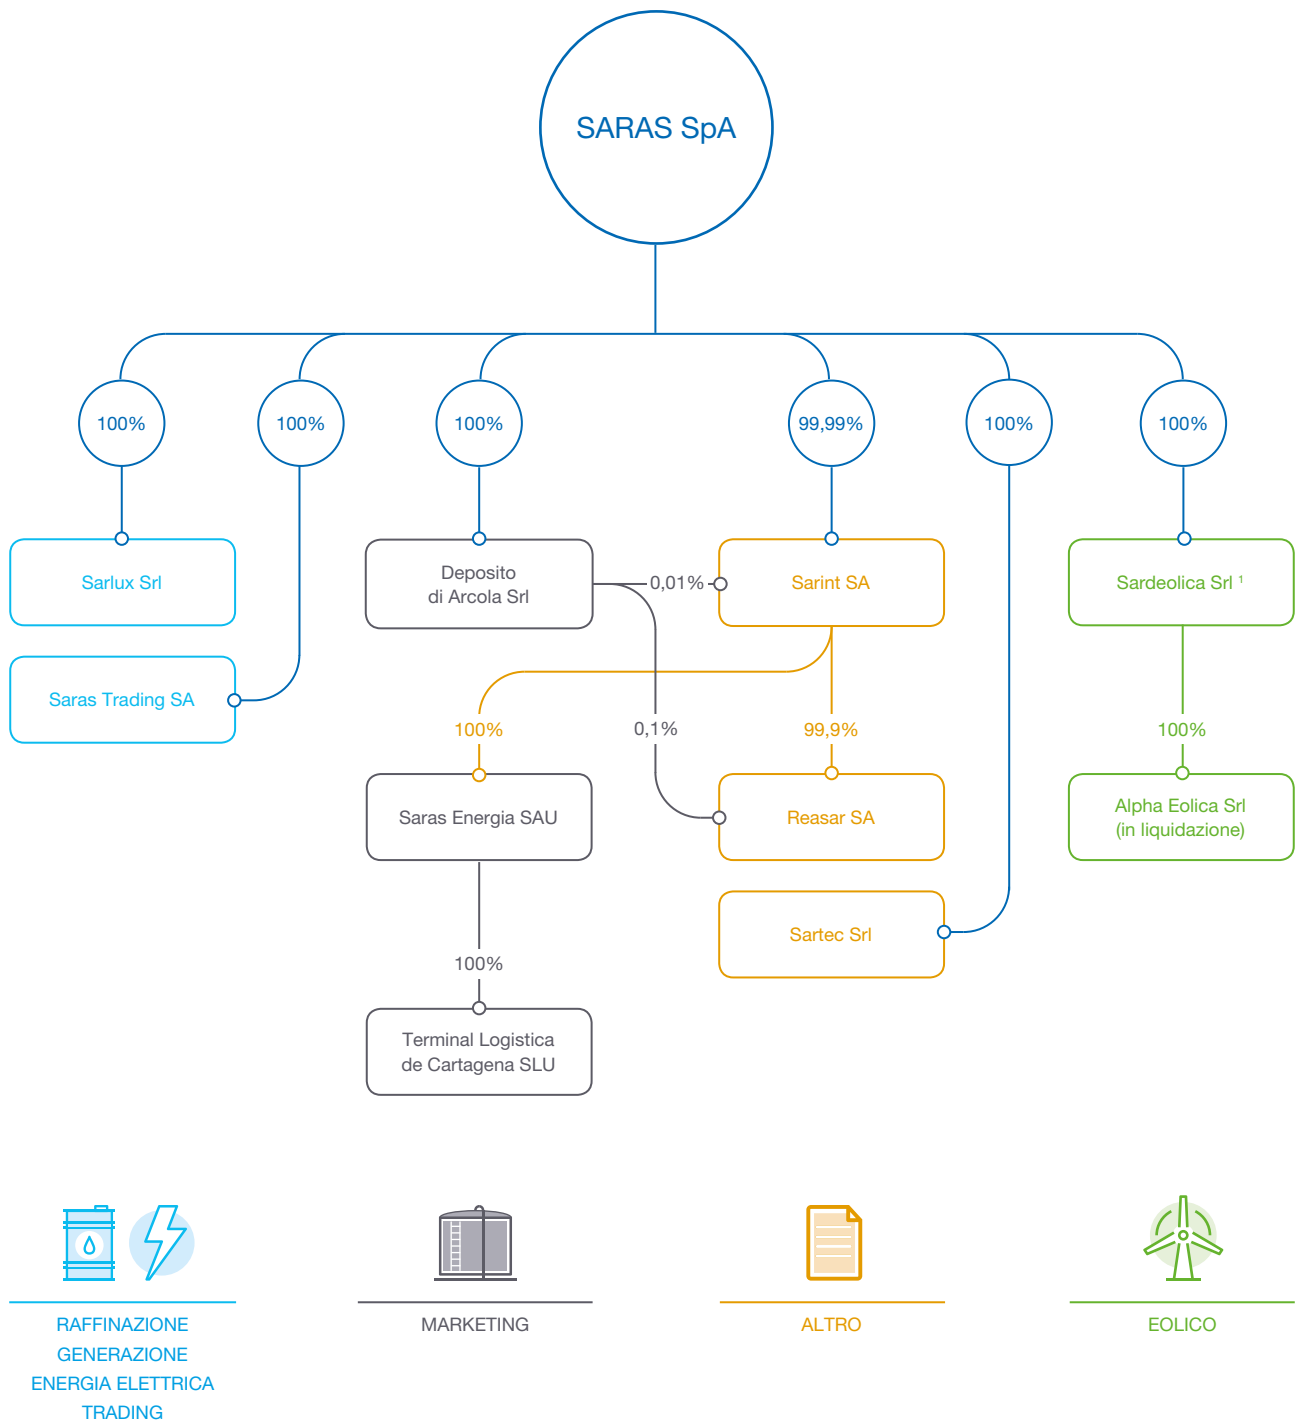 SARAS SpA
100%
100%
100%
99,99%
100%
100%
Sarlux Srl
Deposito
di Arcola Srl
0,01%
Sarint SA
Sardeolica Srl ¹
Saras Trading SA
100%
0,1%
99,9%
100%
Saras Energia SAU
Reasar SA
Alpha Eolica Srl
(in liquidazione)
Sartec Srl
100%
Terminal Logistica
de Cartagena SLU
RAFFINAZIONE
GENERAZIONE
ENERGIA ELETTRICA
TRADING
MARKETING
ALTRO
EOLICO